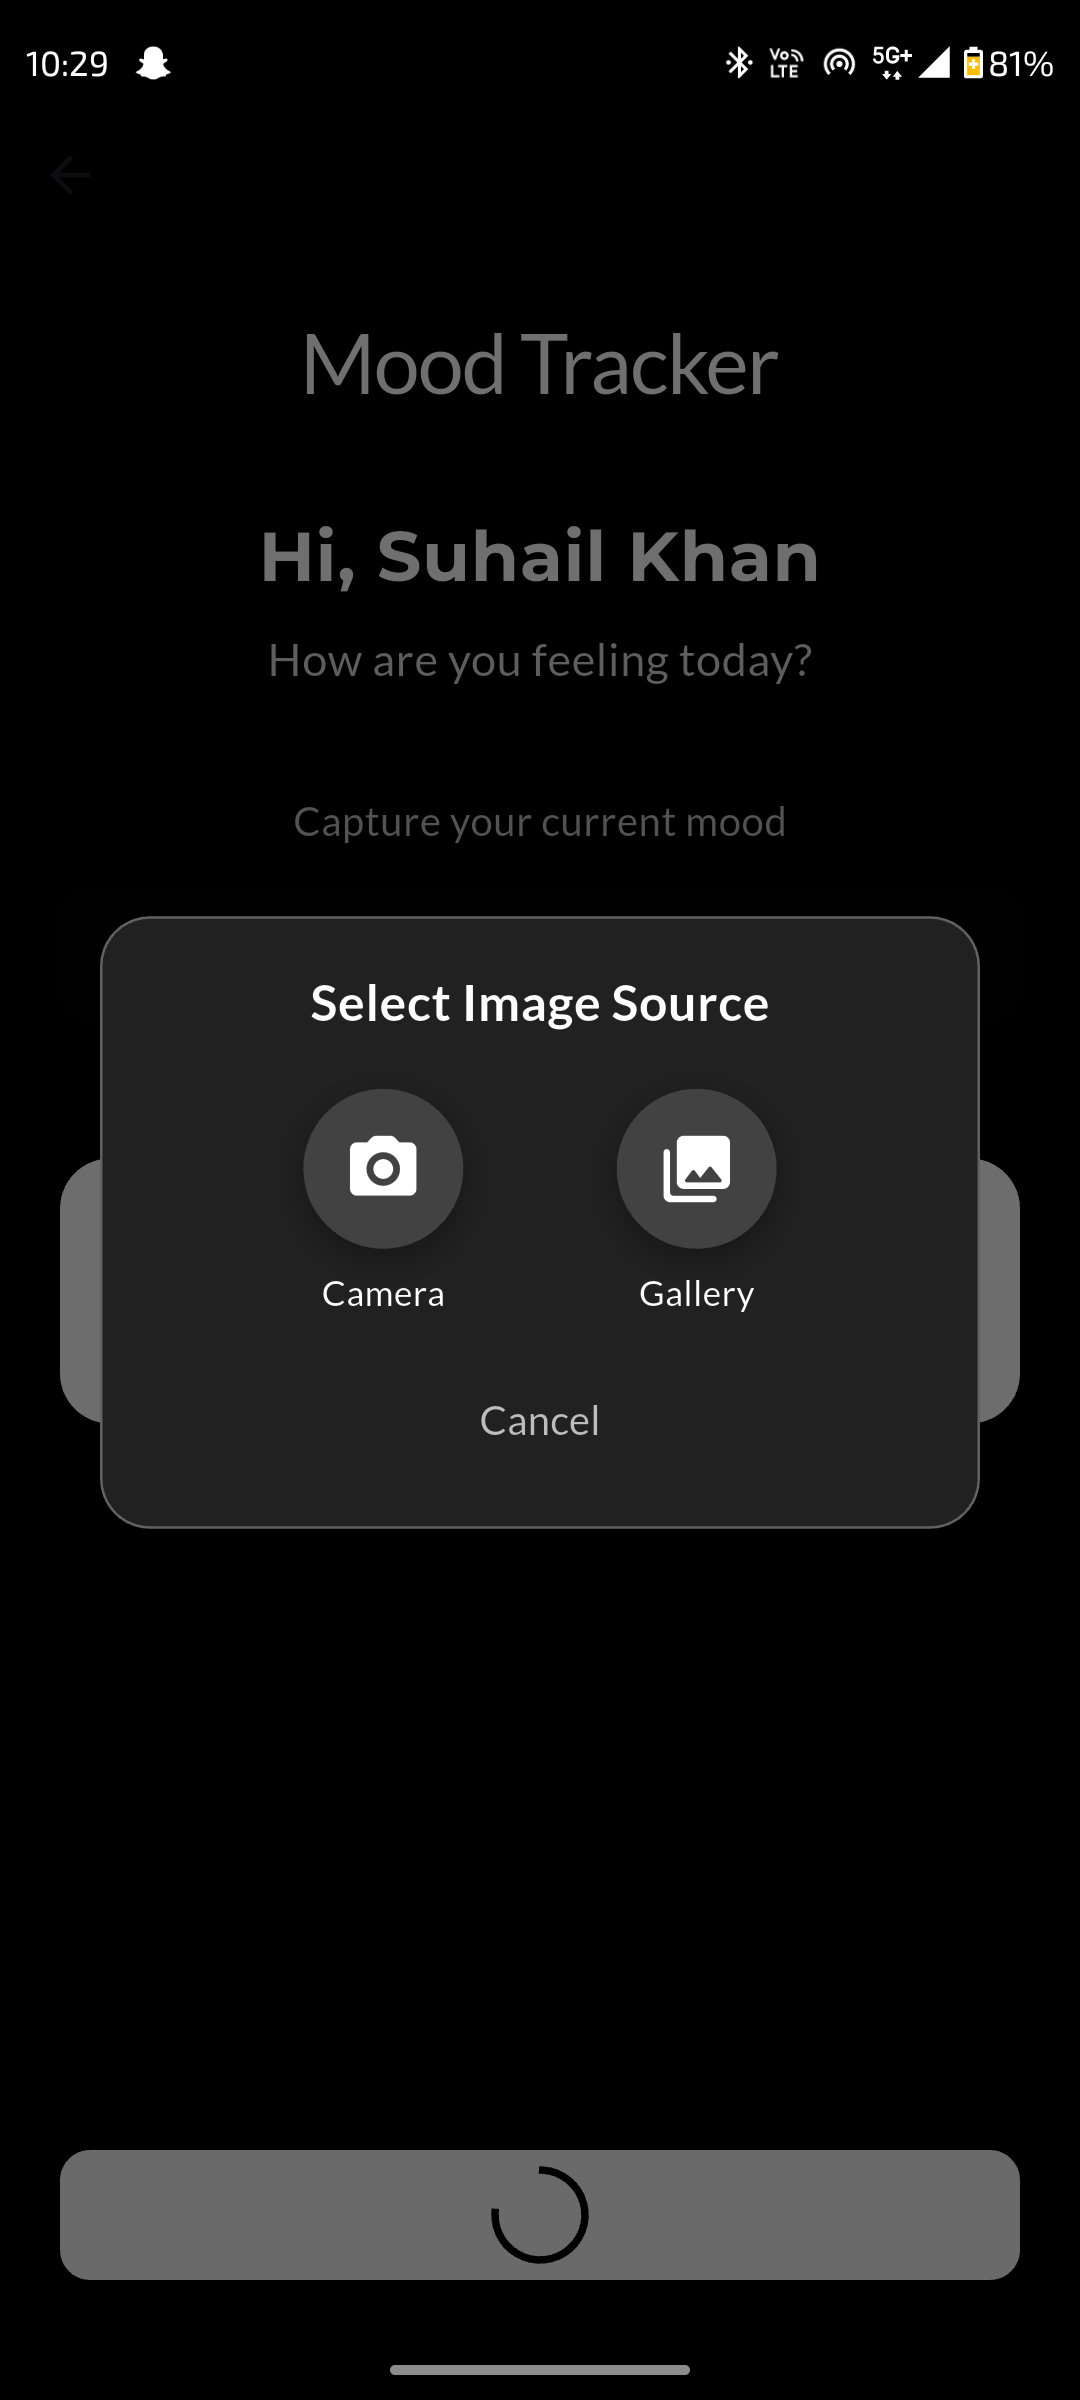 10:29
Vo LTE 5G+ 81%
Mood Tracker
Hi, Suhail Khan
How are you feeling today?
Capture your current mood
Select Image Source
Camera Gallery
Cancel